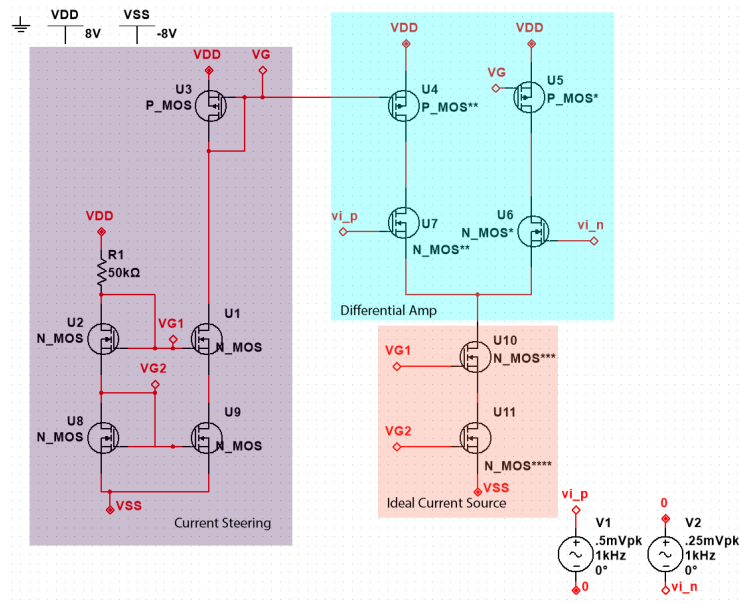 VDD
8V
VSS
-8V
VDD
VG
U3
P_MOS
VDD
R1
50kΩ
U2
N_MOS
VG1
U1
N_MOS
VG2
U8
N_MOS
U9
N_MOS
VSS
Current Steering
VDD
VDD
U4
P_MOS**
VG
U5
P_MOS*
vi_p
U7
N_MOS**
U6
N_MOS*
vi_n
Differential Amp
VG1
U10
N_MOS***
VG2
U11
N_MOS****
VSS
Ideal Current Source
vi_p
V1
.5mVpk
1kHz
0°
0
0
V2
.25mVpk
1kHz
0°
vi_n